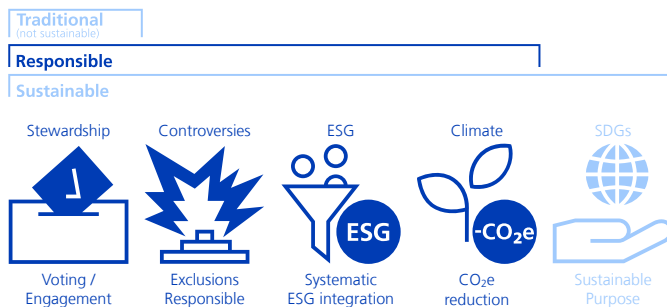 Traditional
(not sustainable)
Responsible
Sustainable
Stewardship Controversies ESG Climate SDGs
ESG -CO₂e
Voting / Exclusions Systematic CO₂e Sustainable
Engagement Responsible ESG integration reduction Purpose